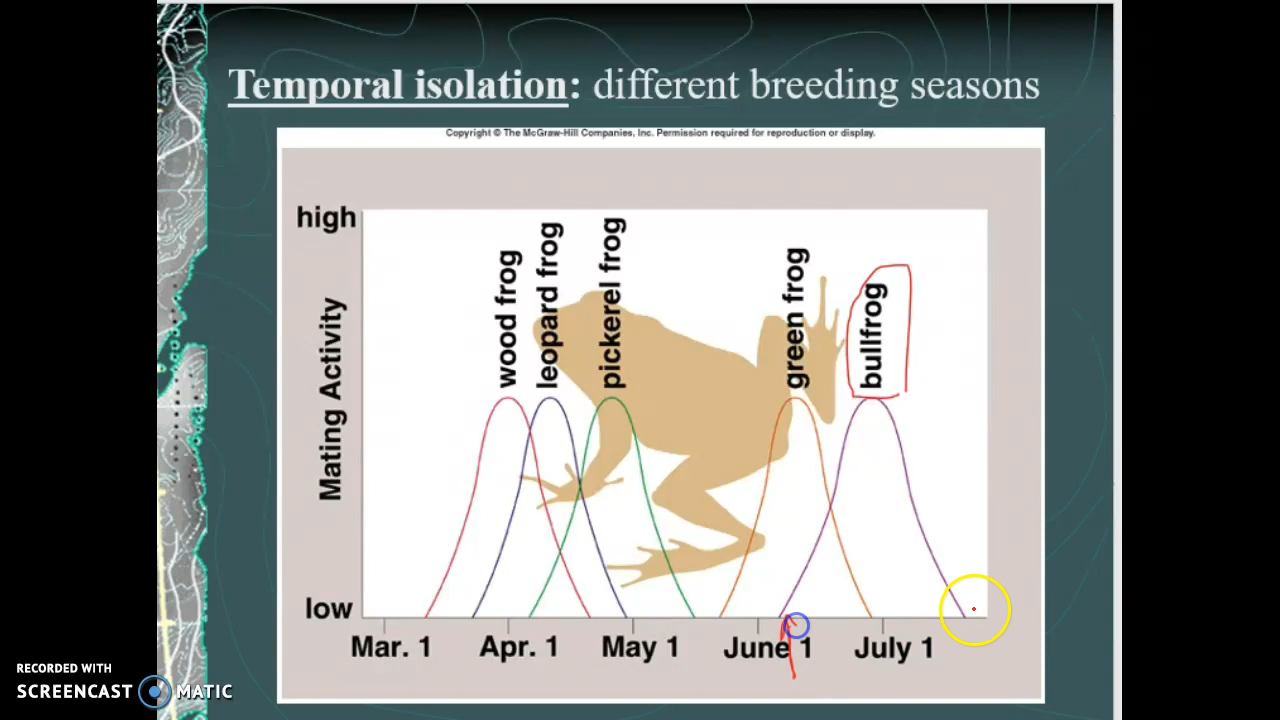 Temporal isolation: different breeding seasons
Copyright © The McGraw-Hill Companies, Inc. Permission required for reproduction or display.
high
wood frog
leopard frog
pickerel frog
green frog
bullfrog
Mating Activity
low
Mar. 1
Apr. 1
May 1
June 1
July 1
RECORDED WITH
SCREENCAST MATIC